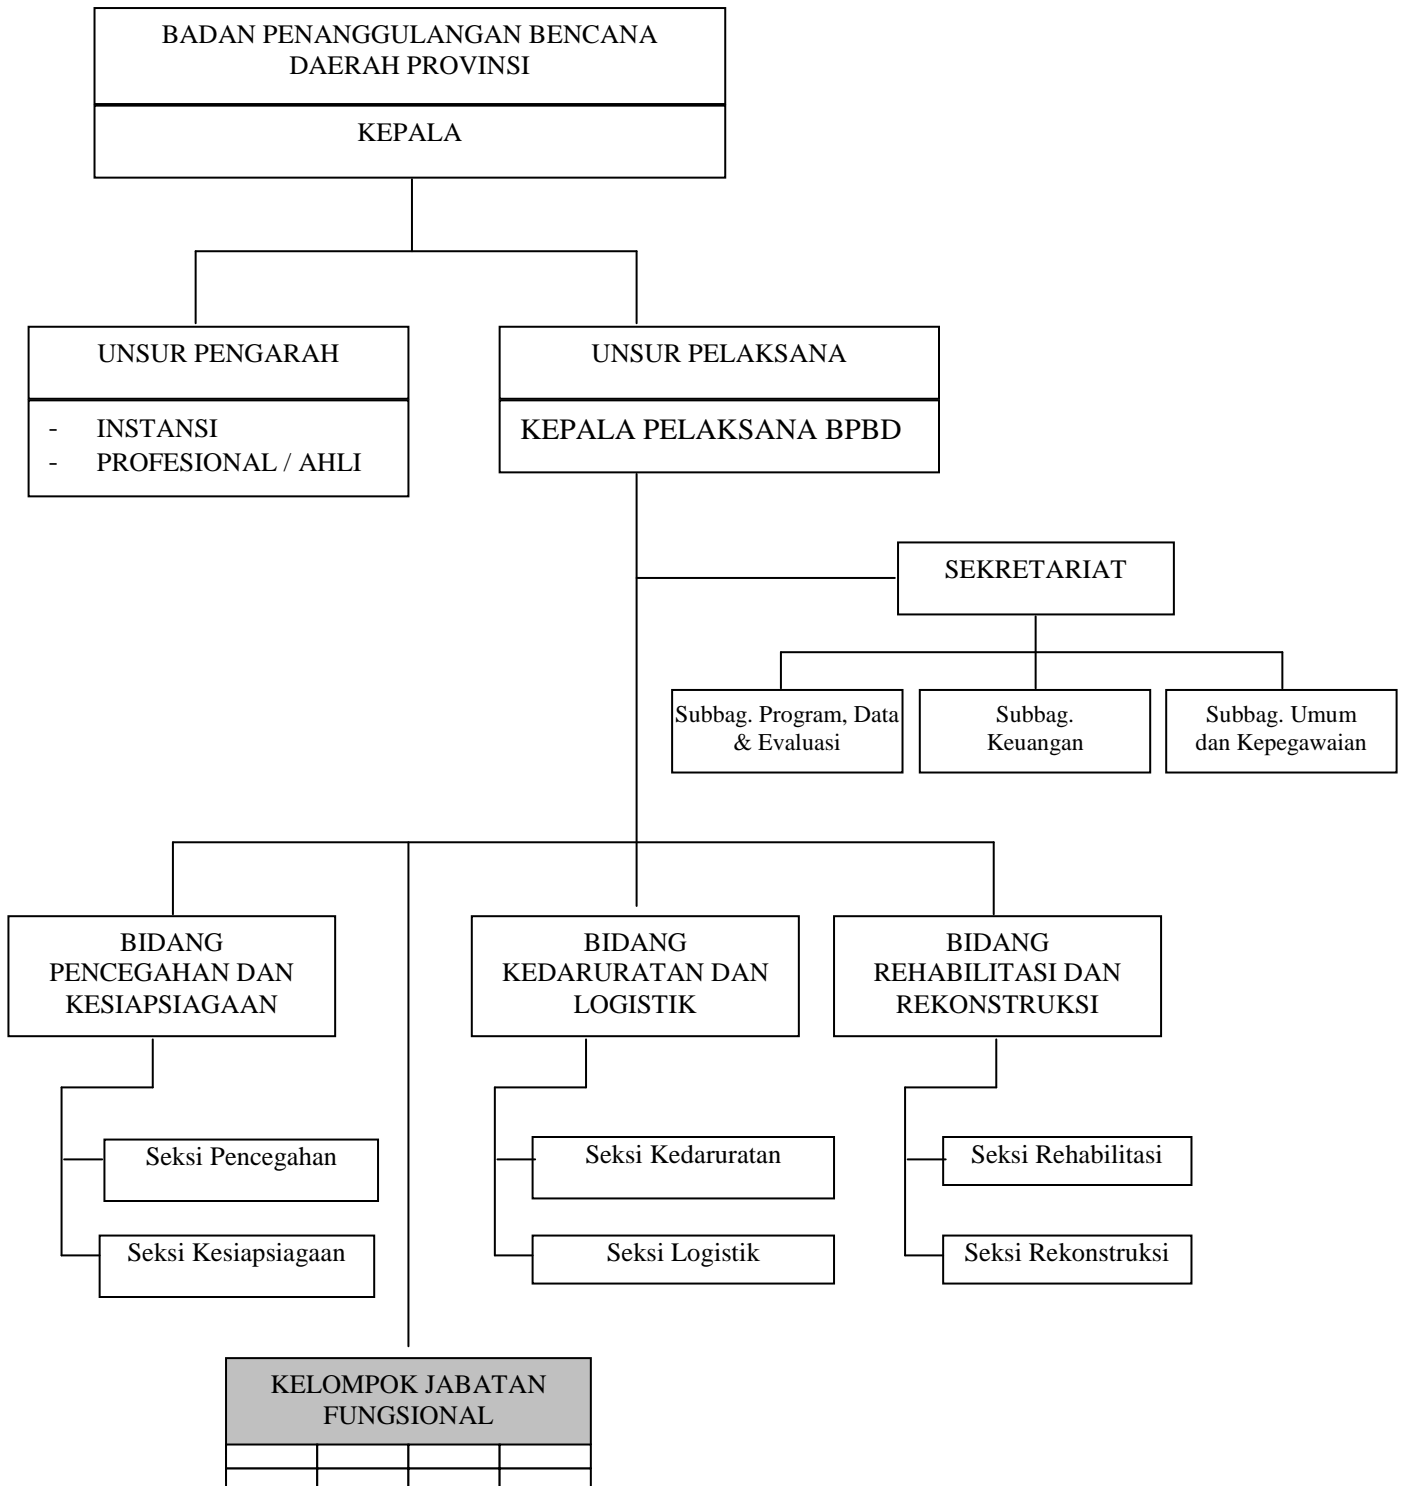 BADAN PENANGGULANGAN BENCANA
DAERAH PROVINSI
KEPALA
UNSUR PENGARAH
- INSTANSI
- PROFESIONAL / AHLI
UNSUR PELAKSANA
KEPALA PELAKSANA BPBD
SEKRETARIAT
Subbag. Program, Data
& Evaluasi
Subbag.
Keuangan
Subbag. Umum
dan Kepegawaian
BIDANG
PENCEGAHAN DAN
KESIAPSIAGAAN
BIDANG
KEDARURATAN DAN
LOGISTIK
BIDANG
REHABILITASI DAN
REKONSTRUKSI
Seksi Pencegahan
Seksi Kesiapsiagaan
Seksi Kedaruratan
Seksi Logistik
Seksi Rehabilitasi
Seksi Rekonstruksi
KELOMPOK JABATAN
FUNGSIONAL